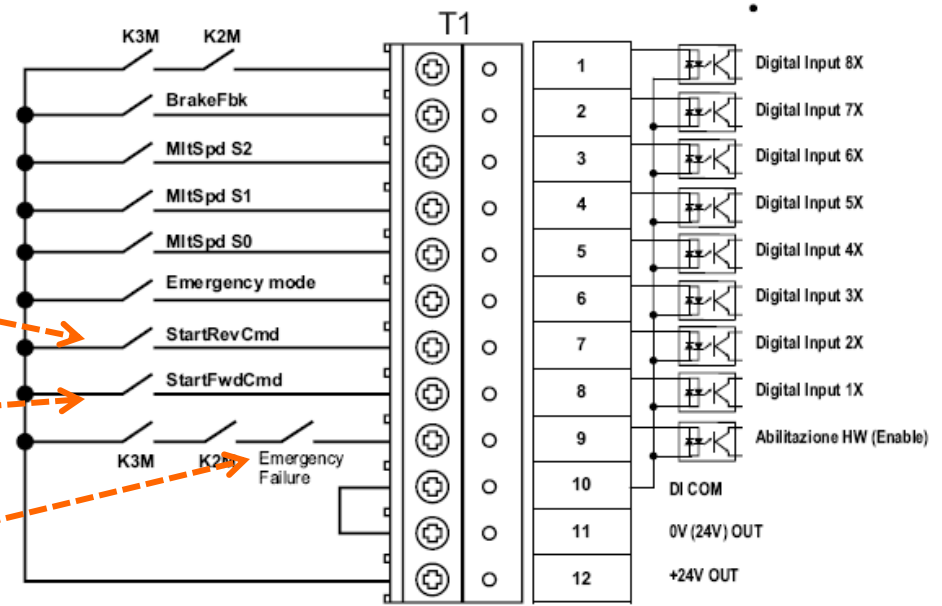 T1
K3M K2M
1 Digital Input 8X
BrakeFbk
2 Digital Input 7X
MltSpd S2
3 Digital Input 6X
MltSpd S1
4 Digital Input 5X
MltSpd S0
5 Digital Input 4X
Emergency mode
6 Digital Input 3X
StartRevCmd
7 Digital Input 2X
StartFwdCmd
8 Digital Input 1X
9 Abilitazione HW (Enable)
K3M K2M Emergency
Failure
10 DI COM
11 0V (24V) OUT
12 +24V OUT